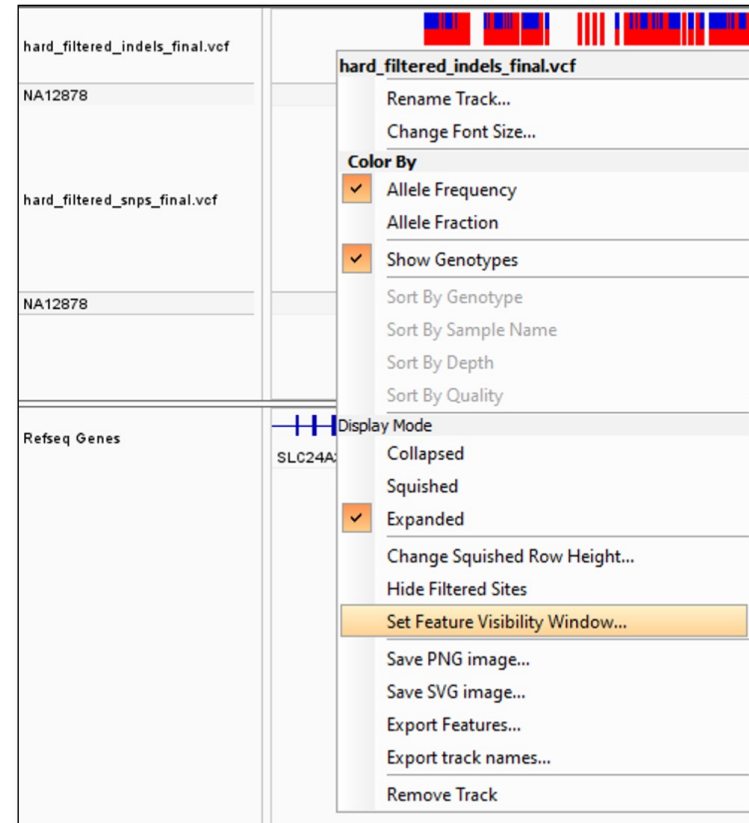 hard_filtered_indels_final.vcf
NA12878
hard_filtered_snps_final.vcf
NA12878
Refseq Genes
hard_filtered_indels_final.vcf
Rename Track...
Change Font Size...
Color By
Allele Frequency
Allele Fraction
Show Genotypes
Sort By Genotype
Sort By Sample Name
Sort By Depth
Sort By Quality
Display Mode
Collapsed
Squished
Expanded
Change Squished Row Height...
Hide Filtered Sites
Set Feature Visibility Window...
Save PNG image...
Save SVG image...
Export Features...
Export track names...
Remove Track